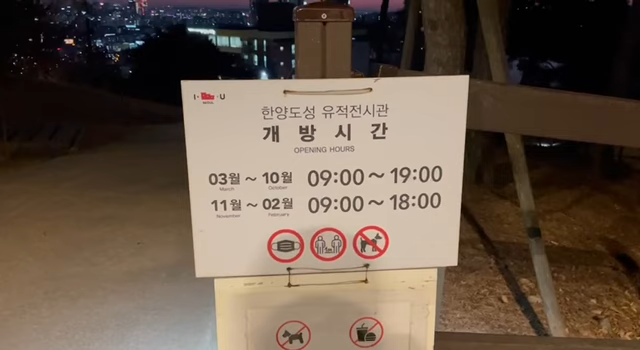 I · · U
한양도성 유적전시관
개 방 시 간
OPENING HOURS
03월 ~ 10월 09:00 ~ 19:00
March October
11월 ~ 02월 09:00 ~ 18:00
November February